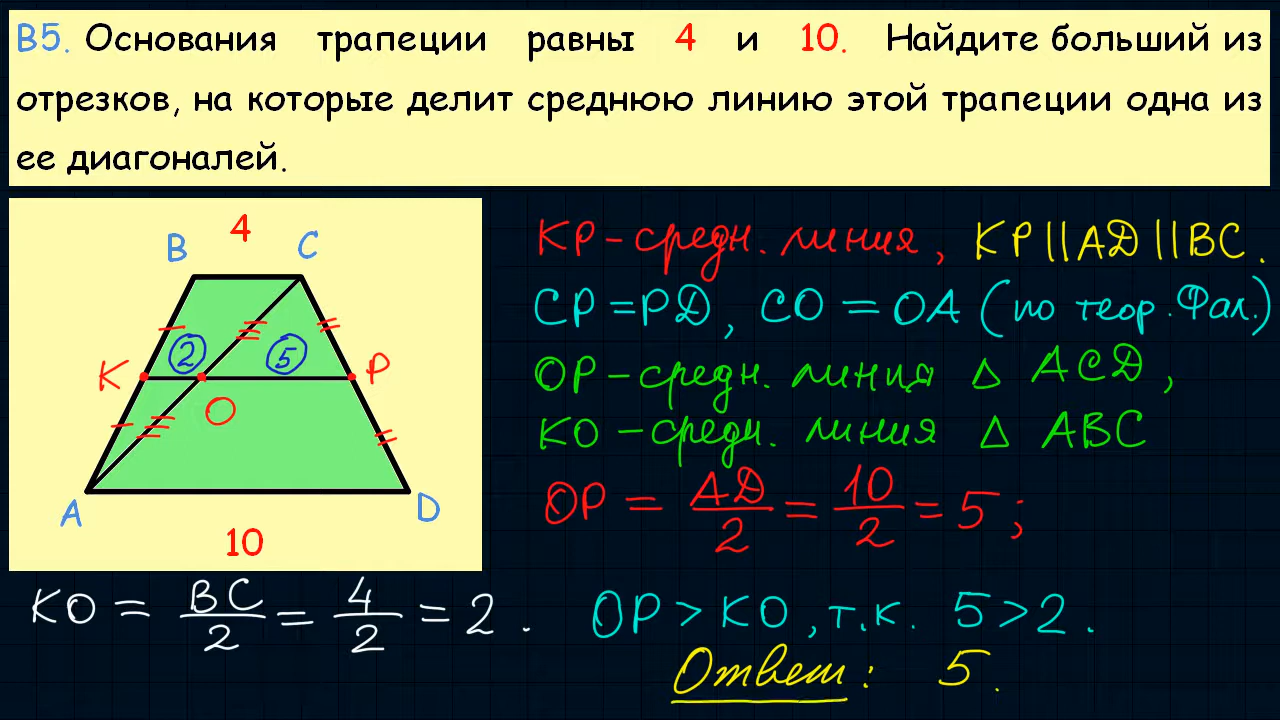 В5. Основания трапеции равны 4 и 10. Найдите больший из
отрезков, на которые делит среднюю линию этой трапеции одна из
ее диагоналей.
4
B C
2 5
K P
O
A D
10
KP - средн. линия, KP || AD || BC.
CP = PD, CO = OA (по теор. Фал.)
OP - средн. линия Δ ACD,
KO - средн. линия Δ ABC
OP = AD/2 = 10/2 = 5;
KO = BC/2 = 4/2 = 2.
OP > KO, т.к. 5 > 2.
Ответ: 5.